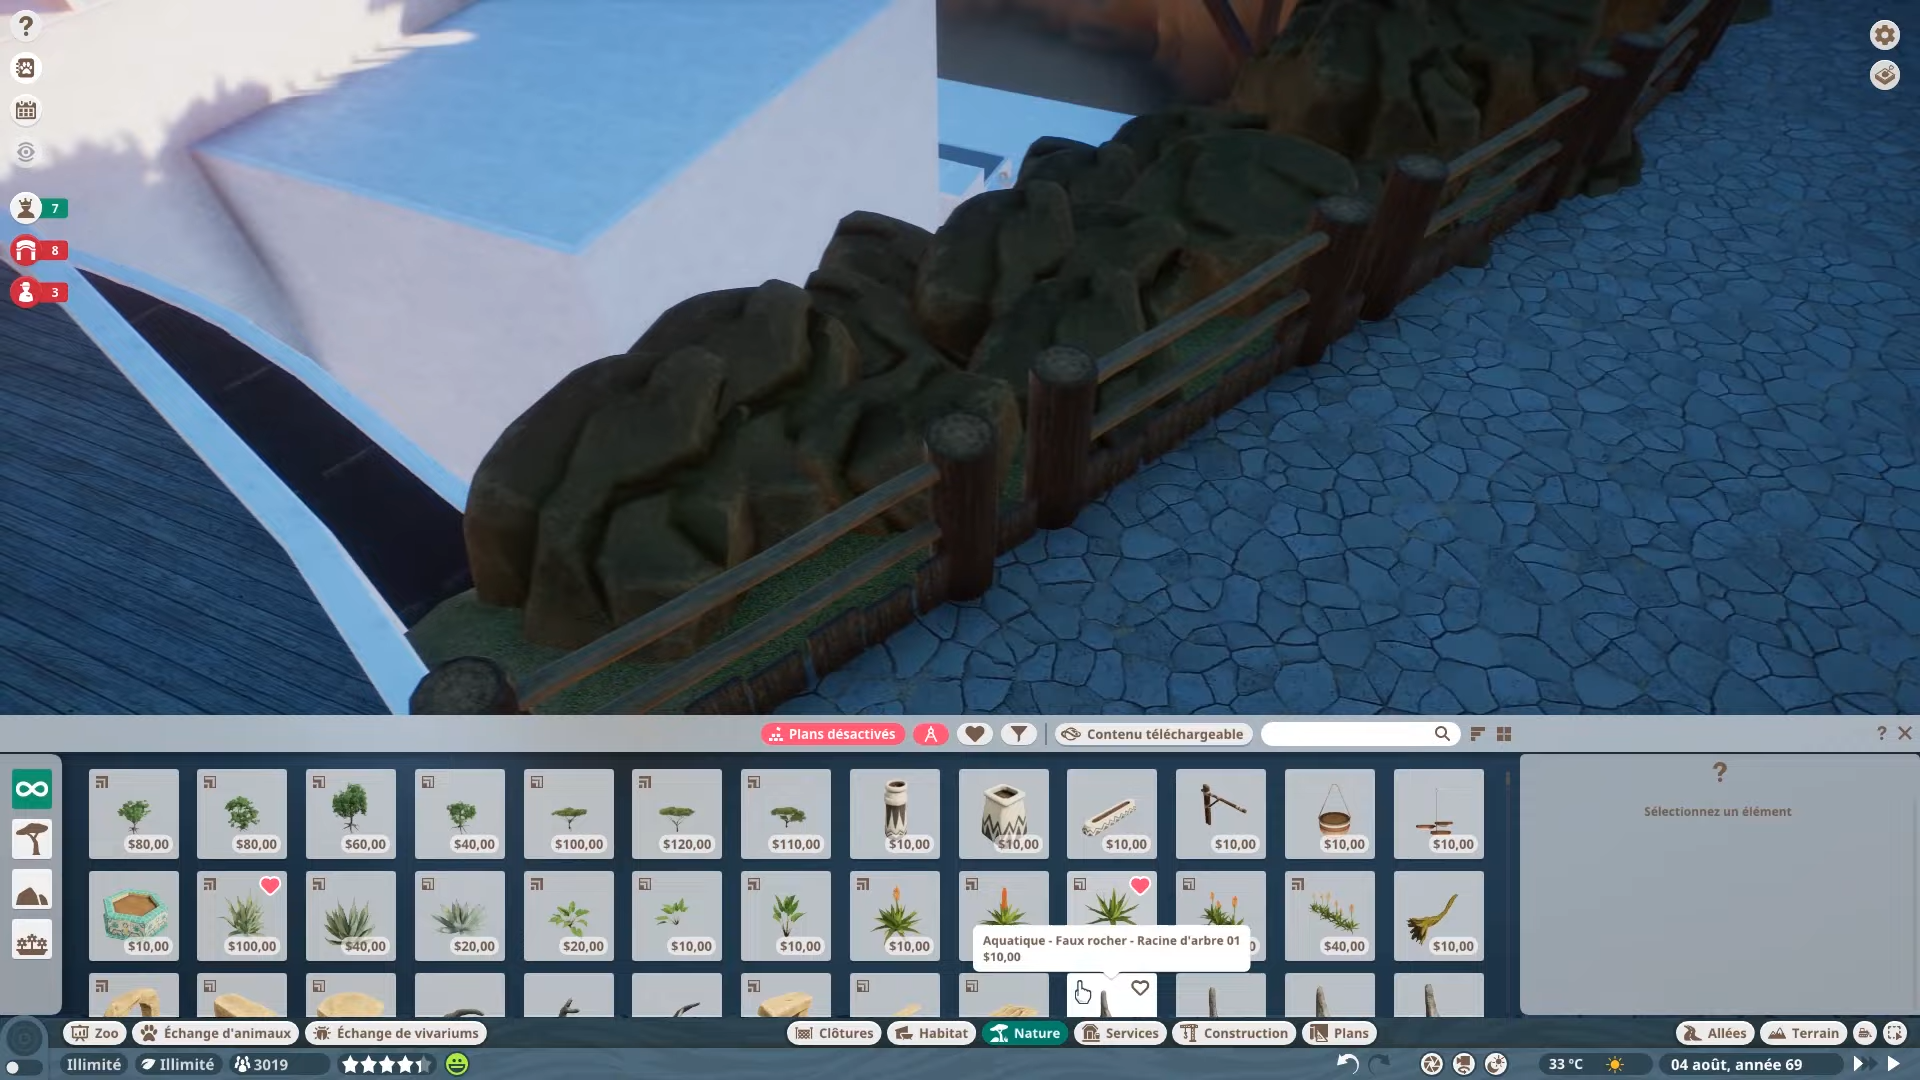 ?
7
8
3
Plans désactivés
Contenu téléchargeable
?
$80,00
$80,00
$60,00
$40,00
$100,00
$120,00
$110,00
$10,00
$10,00
$10,00
$10,00
$10,00
$10,00
?
Sélectionnez un élément
$10,00
$100,00
$40,00
$20,00
$20,00
$10,00
$10,00
$10,00
$40,00
$10,00
Aquatique - Faux rocher - Racine d'arbre 01
$10,00
Zoo
Échange d'animaux
Échange de vivariums
Clôtures
Habitat
Nature
Services
Construction
Plans
Allées
Terrain
Illimité
Illimité
3019
33 °C
04 août, année 69